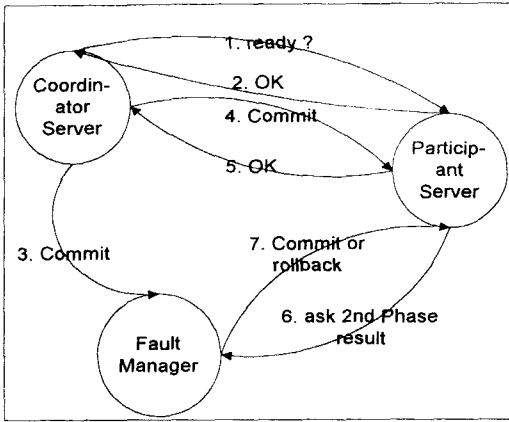 1. ready ?
2. OK
Coordin-
ator
Server
4. Commit
Particip-
ant
Server
5. OK
3. Commit
7. Commit or
rollback
6. ask 2nd Phase
result
Fault
Manager